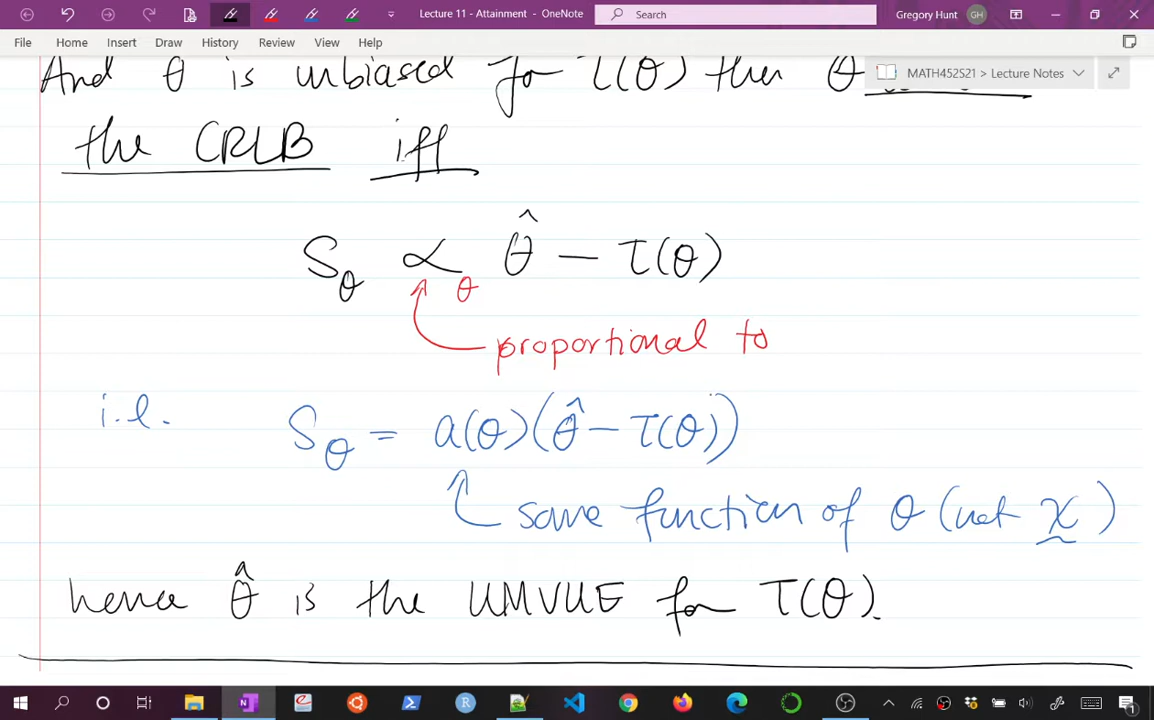 Lecture 11 - Attainment - OneNote
Search
Gregory Hunt
GH
File Home Insert Draw History Review View Help
MATH452S21 > Lecture Notes
And θ̂ is unbiased for τ(θ) then θ̂
the CRLB iff
S_θ ∝_θ θ̂ − τ(θ)
proportional to
i.e. S_θ = a(θ)(θ̂ − τ(θ))
some function of θ (not x̰)
hence θ̂ is the UMVUE for τ(θ).